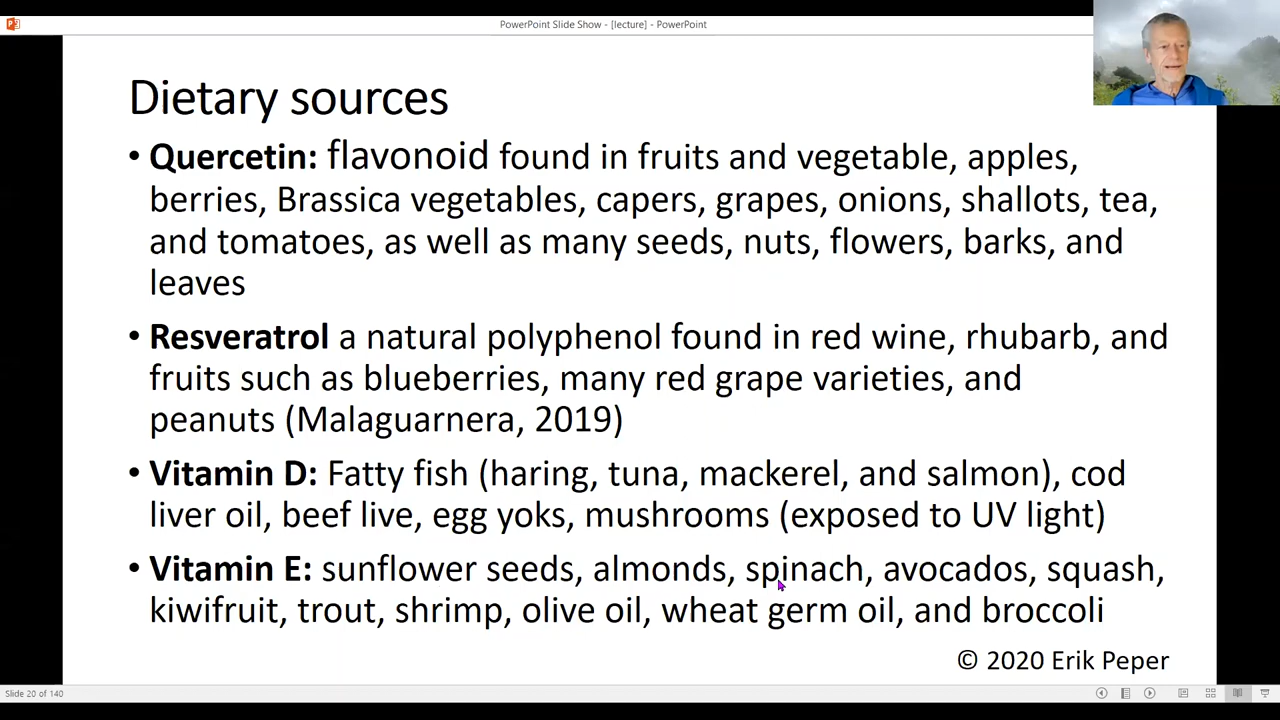 PowerPoint Slide Show - [lecture] - PowerPoint
Dietary sources
• Quercetin: flavonoid found in fruits and vegetable, apples,
berries, Brassica vegetables, capers, grapes, onions, shallots, tea,
and tomatoes, as well as many seeds, nuts, flowers, barks, and
leaves
• Resveratrol a natural polyphenol found in red wine, rhubarb, and
fruits such as blueberries, many red grape varieties, and
peanuts (Malaguarnera, 2019)
• Vitamin D: Fatty fish (haring, tuna, mackerel, and salmon), cod
liver oil, beef live, egg yoks, mushrooms (exposed to UV light)
• Vitamin E: sunflower seeds, almonds, spinach, avocados, squash,
kiwifruit, trout, shrimp, olive oil, wheat germ oil, and broccoli
© 2020 Erik Peper
Slide 20 of 140